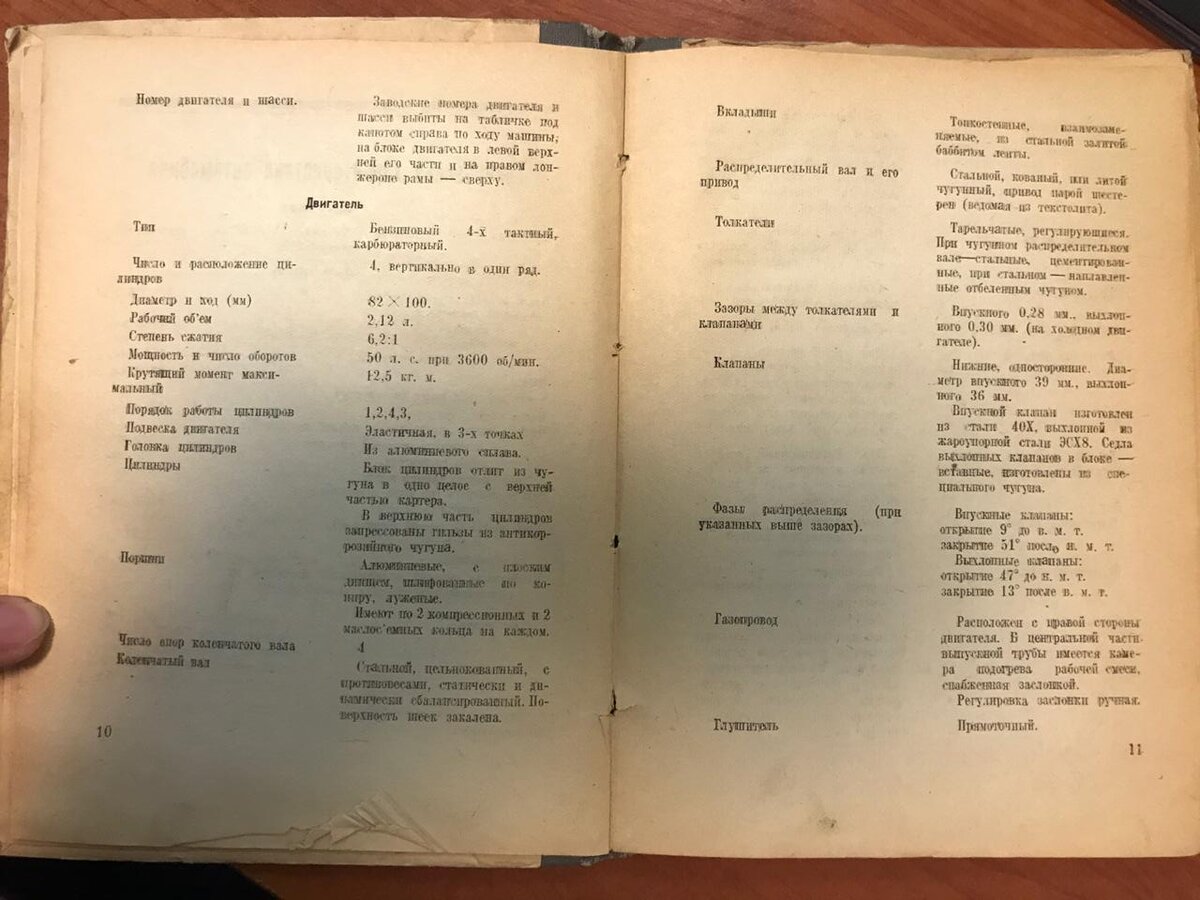 Номер двигателя и шасси.
Заводские номера двигателя и
шасси выбиты на табличке под
капотом справа по ходу машины,
на блоке двигателя в левой верх-
ней его части и на правом лон-
жероне рамы — сверху.
Двигатель
Тип
Бензиновый 4-х тактный,
карбюраторный.
Число и расположение ци-
линдров
4, вертикально в один ряд.
Диаметр и ход (мм)
82 × 100.
Рабочий об'ем
2,12 л.
Степень сжатия
6,2:1
Мощность и число оборотов
50 л. с. при 3600 об/мин.
Крутящий момент макси-
мальный
12,5 кг. м.
Порядок работы цилиндров
1,2,4,3,
Подвеска двигателя
Эластичная, в 3-х точках
Головка цилиндров
Из алюминиевого сплава.
Цилиндры
Блок цилиндров отлит из чу-
гуна в одно целое с верхней
частью картера.
В верхнюю часть цилиндров
запрессованы гильзы из антикор-
розийного чугуна.
Поршни
Алюминиевые, с плоским
днищем, шлифованные по ко-
пиру, луженые.
Имеют по 2 компрессионных и 2
маслос'емных кольца на каждом.
Число опор коленчатого вала
4
Коленчатый вал
Стальной, цельнокованный, с
противовесами, статически и ди-
намически сбалансированный. По-
верхность шеек закалена.
10
Вкладыши
Тонкостенные, взаимозаме-
няемые, из стальной залитой
баббитом ленты.
Распределительный вал и его
привод
Стальной, кованый, или литой
чугунный, привод парой шесте-
рен (ведомая из текстолита).
Толкатели
Тарельчатые, регулирующиеся.
При чугунном распределительном
вале—стальные, цементирован-
ные, при стальном — наплавлен-
ные отбеленным чугуном.
Зазоры между толкателями и
клапанами
Впускного 0,28 мм., выхлоп-
ного 0,30 мм. (на холодном дви-
гателе).
Клапаны
Нижние, односторонние. Диа-
метр впускного 39 мм., выхлоп-
ного 36 мм.
Впускной клапан изготовлен
из стали 40Х, выхлопной из
жароупорной стали ЭСХ8. Седла
выхлопных клапанов в блоке —
вставные, изготовлены из спе-
циального чугуна.
Фазы распределения (при
указанных выше зазорах).
Впускные клапаны:
открытие 9° до в. м. т.
закрытие 51° после н. м. т.
Выхлопные клапаны:
открытие 47° до н. м. т.
закрытие 13° после в. м. т.
Газопровод
Расположен с правой стороны
двигателя. В центральной части
выпускной трубы имеется каме-
ра подогрева рабочей смеси,
снабженная заслонкой.
Регулировка заслонки ручная.
Глушитель
Прямоточный.
11